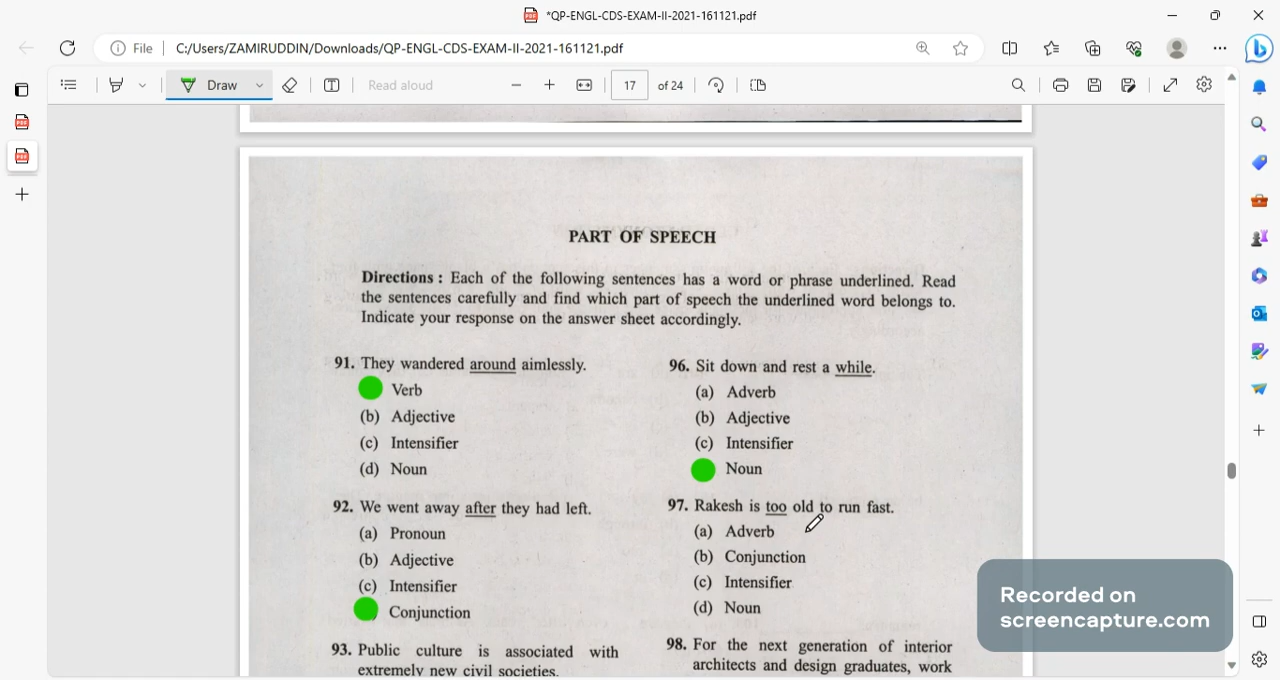 *QP-ENGL-CDS-EXAM-II-2021-161121.pdf
File C:/Users/ZAMIRUDDIN/Downloads/QP-ENGL-CDS-EXAM-II-2021-161121.pdf
Draw Read aloud 17 of 24
PART OF SPEECH
Directions : Each of the following sentences has a word or phrase underlined. Read
the sentences carefully and find which part of speech the underlined word belongs to.
Indicate your response on the answer sheet accordingly.
91. They wandered around aimlessly.
Verb
(b) Adjective
(c) Intensifier
(d) Noun
92. We went away after they had left.
(a) Pronoun
(b) Adjective
(c) Intensifier
Conjunction
93. Public culture is associated with
extremely new civil societies.
96. Sit down and rest a while.
(a) Adverb
(b) Adjective
(c) Intensifier
Noun
97. Rakesh is too old to run fast.
(a) Adverb
(b) Conjunction
(c) Intensifier
(d) Noun
98. For the next generation of interior
architects and design graduates, work
Recorded on
screencapture.com